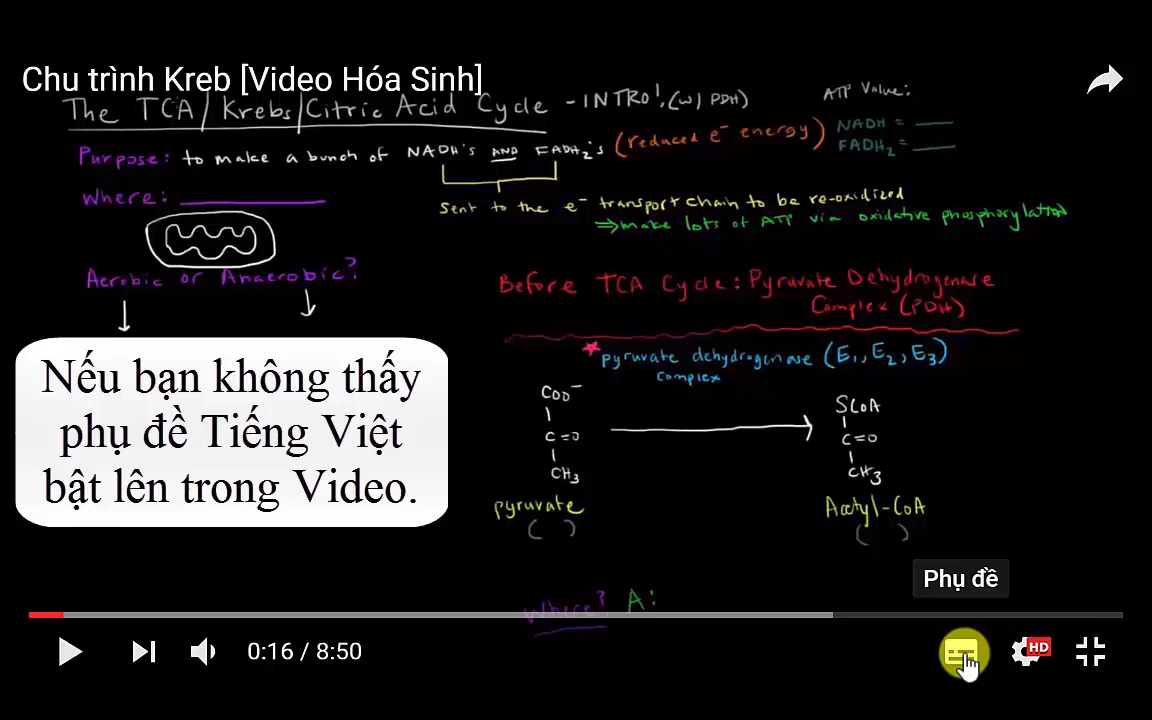 Chu trình Kreb [Video Hóa Sinh]
The TCA/Krebs/Citric Acid Cycle - INTRO!, (w/ PDH)
ATP Value:
NADH = ___
FADH₂ = ___
Purpose: to make a bunch of NADH's AND FADH₂'s (reduced e⁻ energy)
Where: ___
Sent to the e⁻ transport chain to be re-oxidized
⇒ make lots of ATP via oxidative phosphorylation
Aerobic or Anaerobic?
Before TCA Cycle: Pyruvate Dehydrogenase
Complex (PDH)
Nếu bạn không thấy
phụ đề Tiếng Việt
bật lên trong Video.
pyruvate dehydrogenase (E₁, E₂, E₃)
complex
COO⁻
C=O
CH₃
pyruvate
( )
SCoA
C=O
CH₃
Acetyl-CoA
( )
Phụ đề
Where? A:
0:16 / 8:50
HD